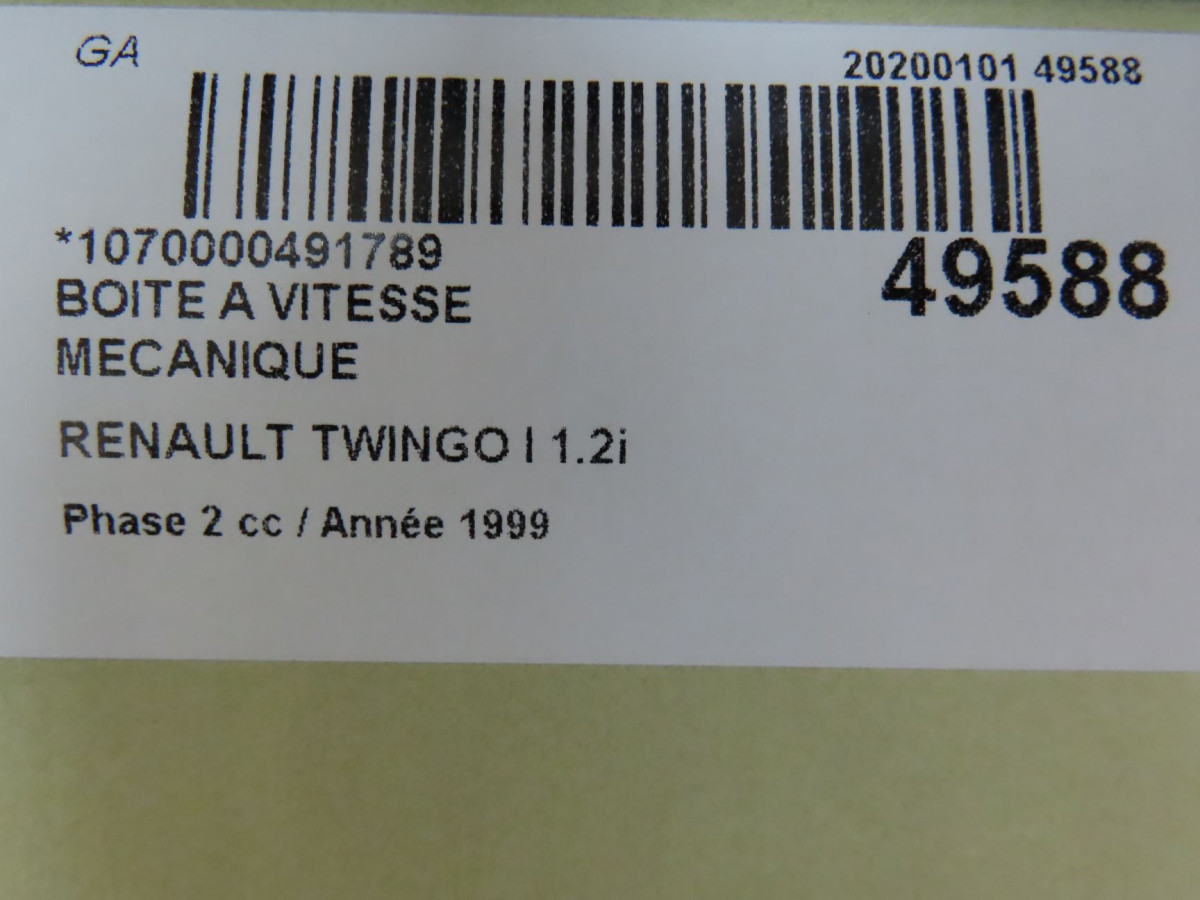 GA
20200101 49588
*1070000491789
49588
BOITE A VITESSE
MECANIQUE
RENAULT TWINGO I 1.2i
Phase 2 cc / Année 1999